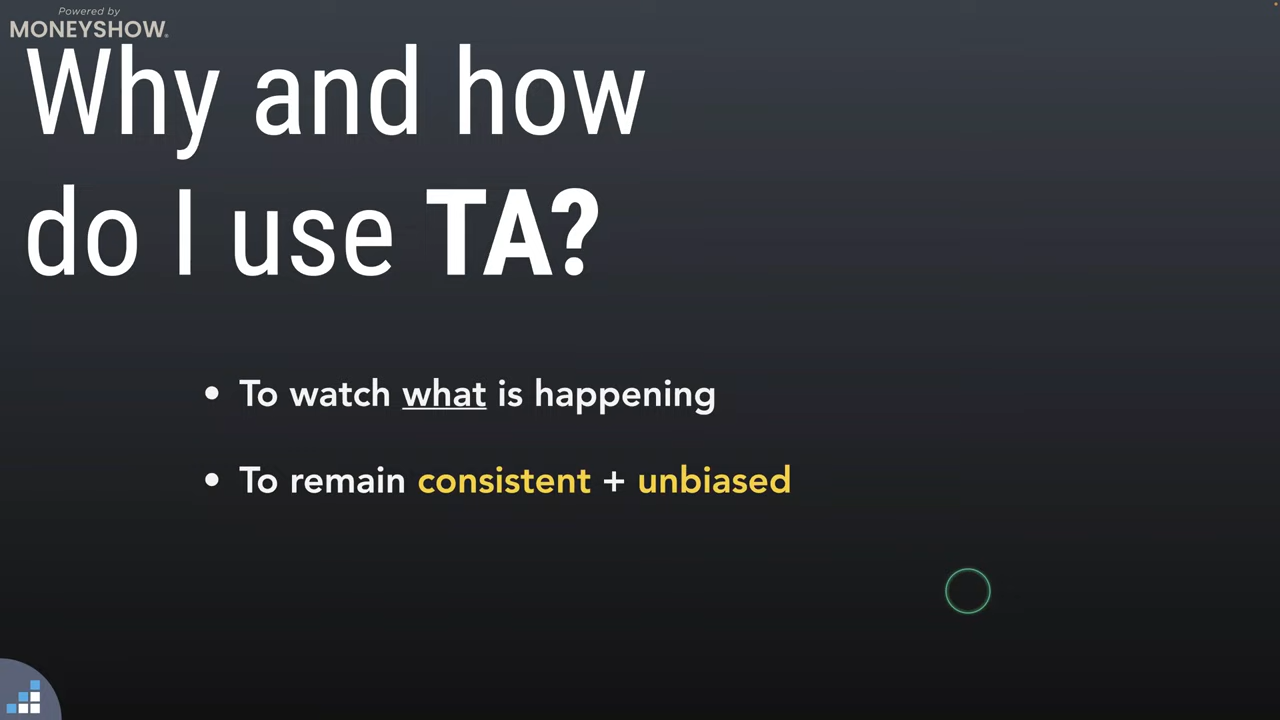 Powered by
MONEYSHOW.
Why and how
do I use TA?
• To watch what is happening
• To remain consistent + unbiased